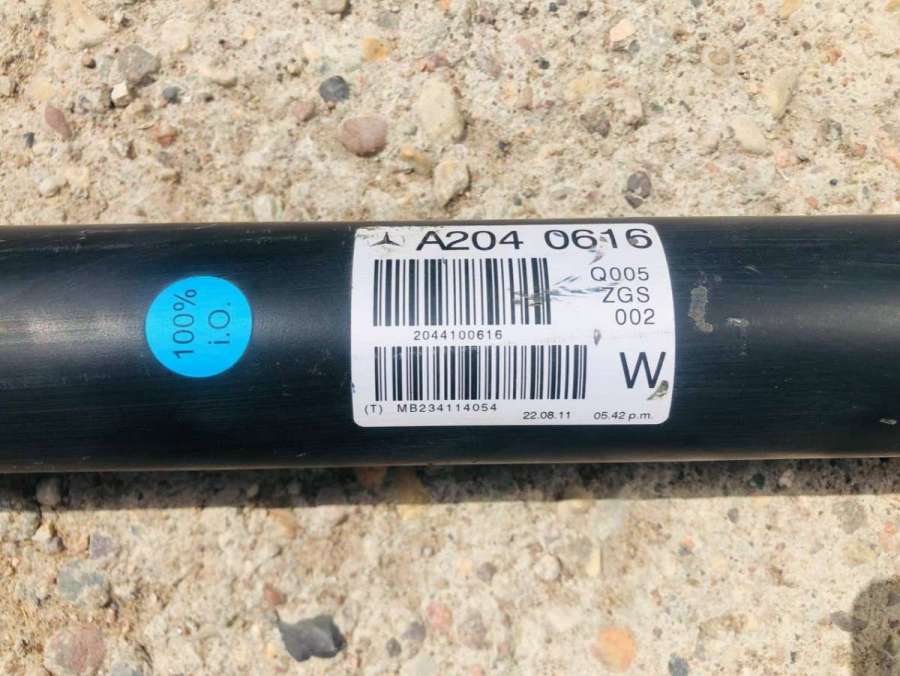 100%
i.O.
A204 0616
Q005
ZGS
002
2044100616
W
(T) MB234114054
22.08.11 05.42 p.m.